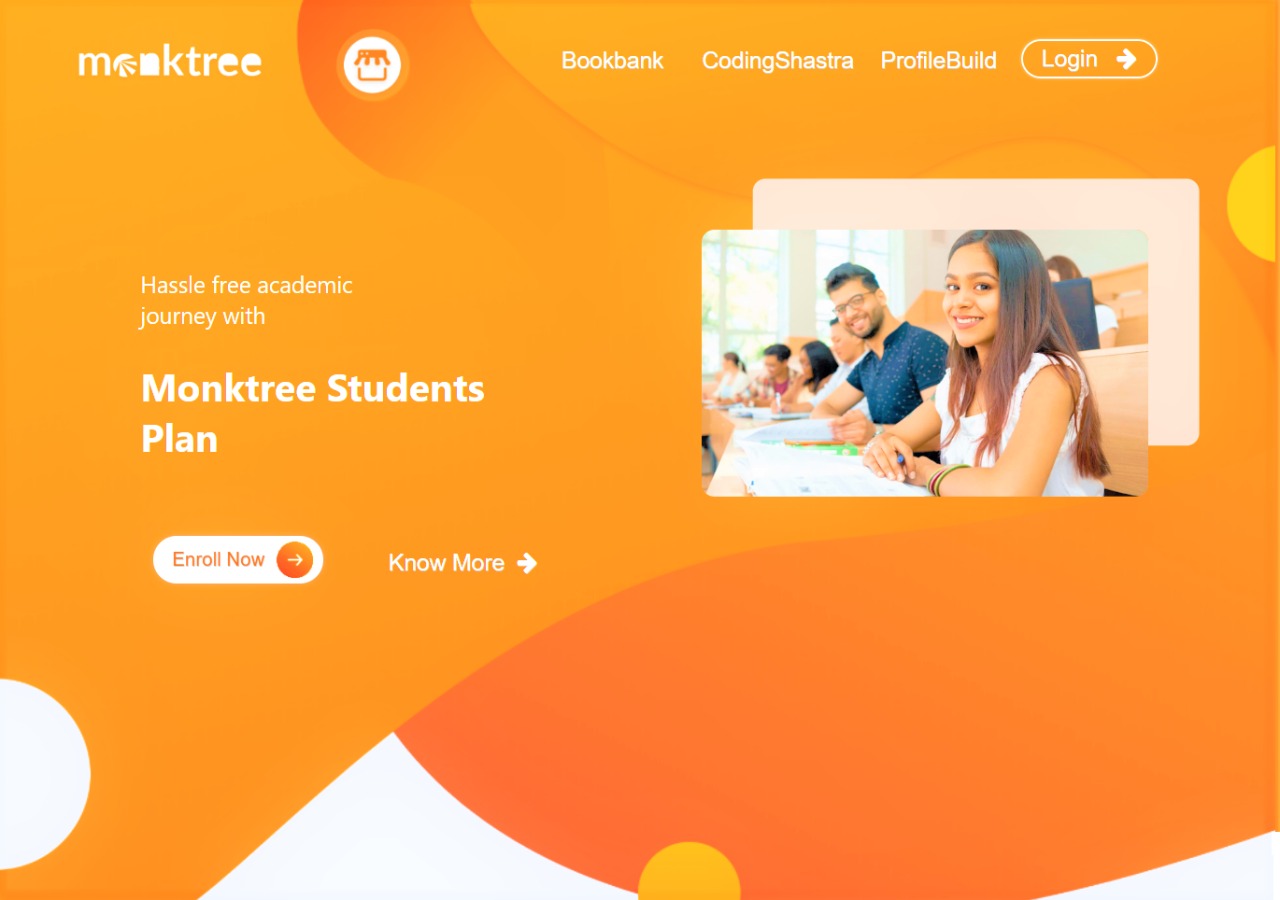 monktree
Bookbank CodingShastra ProfileBuild Login
Hassle free academic
journey with
Monktree Students
Plan
Enroll Now Know More